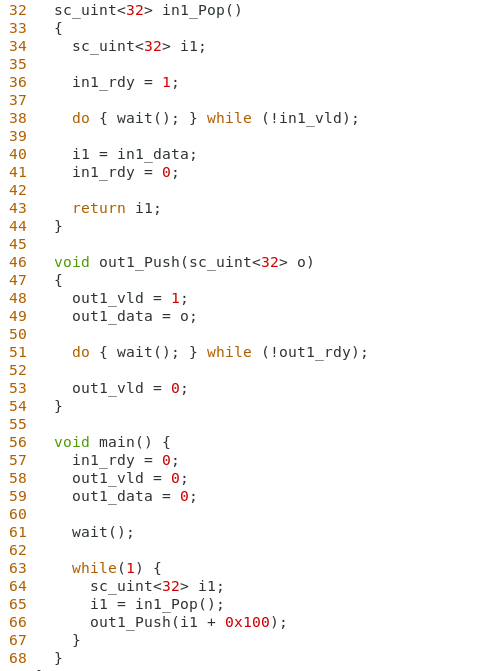 32 sc_uint<32> in1_Pop()
33 {
34 sc_uint<32> i1;
35
36 in1_rdy = 1;
37
38 do { wait(); } while (!in1_vld);
39
40 i1 = in1_data;
41 in1_rdy = 0;
42
43 return i1;
44 }
45
46 void out1_Push(sc_uint<32> o)
47 {
48 out1_vld = 1;
49 out1_data = o;
50
51 do { wait(); } while (!out1_rdy);
52
53 out1_vld = 0;
54 }
55
56 void main() {
57 in1_rdy = 0;
58 out1_vld = 0;
59 out1_data = 0;
60
61 wait();
62
63 while(1) {
64 sc_uint<32> i1;
65 i1 = in1_Pop();
66 out1_Push(i1 + 0x100);
67 }
68 }